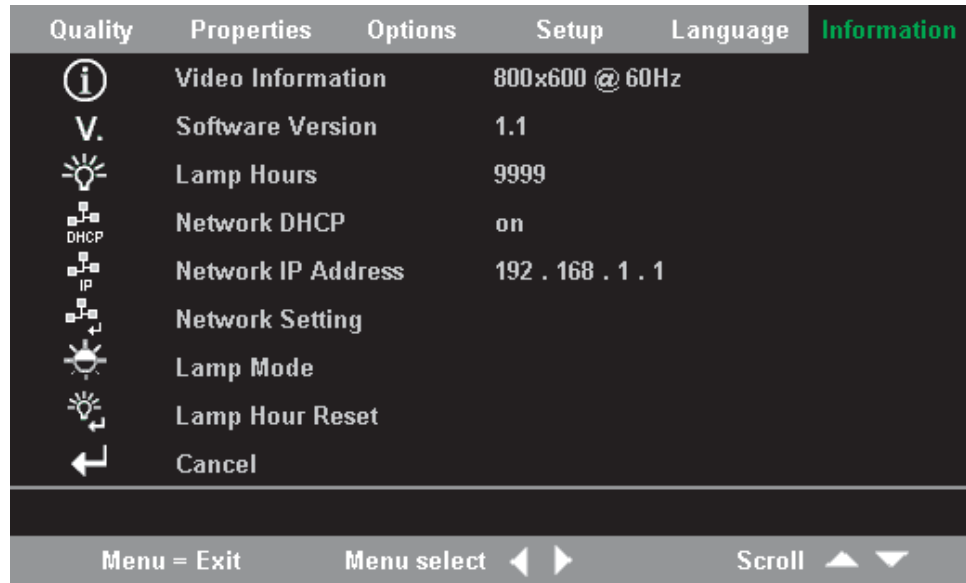 Quality Properties Options Setup Language Information
i Video Information 800x600 @ 60Hz
V. Software Version 1.1
Lamp Hours 9999
DHCP Network DHCP on
IP Network IP Address 192 . 168 . 1 . 1
Network Setting
Lamp Mode
Lamp Hour Reset
Cancel
Menu = Exit Menu select Scroll